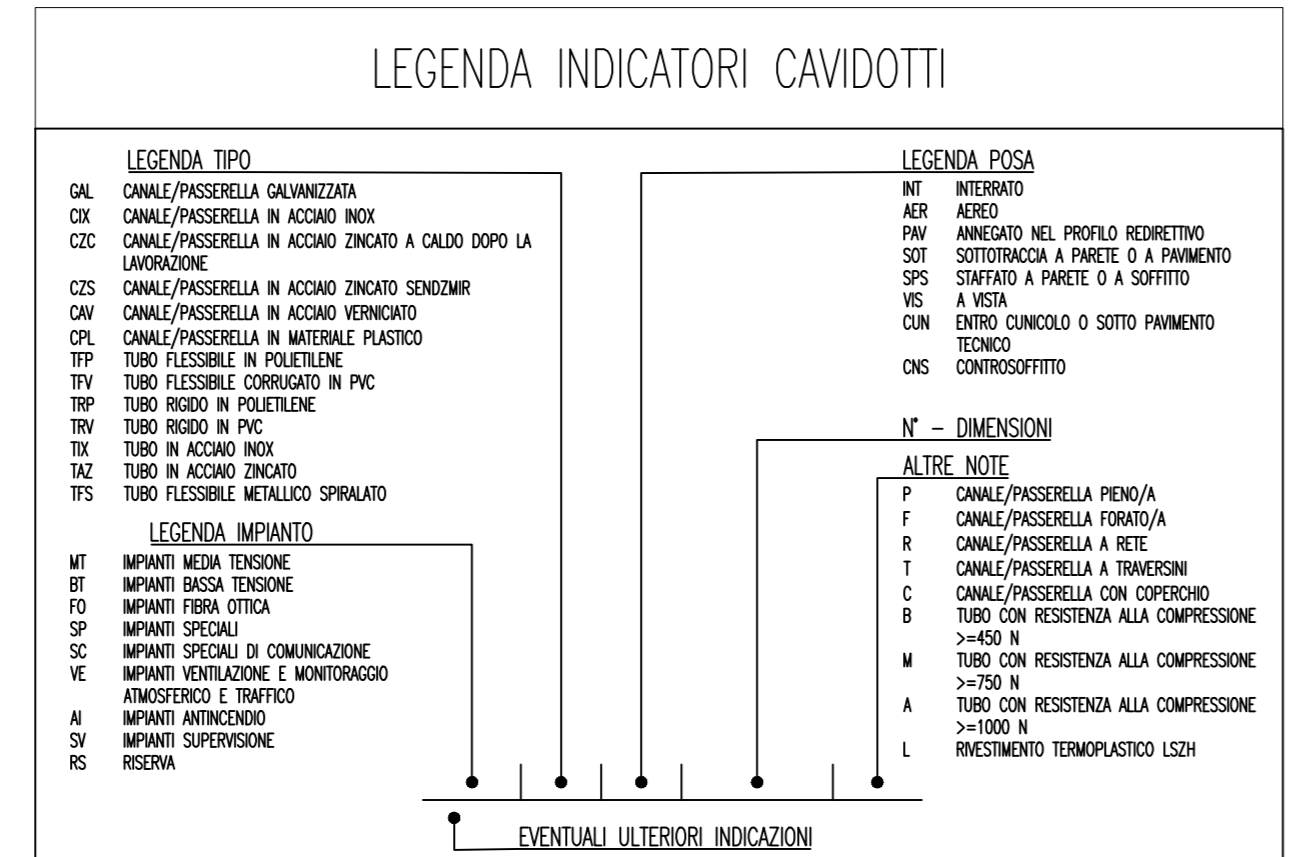 LEGENDA INDICATORI CAVIDOTTI
LEGENDA TIPO
GAL CANALE/PASSERELLA GALVANIZZATA
CIX CANALE/PASSERELLA IN ACCIAIO INOX
CZC CANALE/PASSERELLA IN ACCIAIO ZINCATO A CALDO DOPO LA
LAVORAZIONE
CZS CANALE/PASSERELLA IN ACCIAIO ZINCATO SENDZMIR
CAV CANALE/PASSERELLA IN ACCIAIO VERNICIATO
CPL CANALE/PASSERELLA IN MATERIALE PLASTICO
TFP TUBO FLESSIBILE IN POLIETILENE
TFV TUBO FLESSIBILE CORRUGATO IN PVC
TRP TUBO RIGIDO IN POLIETILENE
TRV TUBO RIGIDO IN PVC
TIX TUBO IN ACCIAIO INOX
TAZ TUBO IN ACCIAIO ZINCATO
TFS TUBO FLESSIBILE METALLICO SPIRALATO
LEGENDA IMPIANTO
MT IMPIANTI MEDIA TENSIONE
BT IMPIANTI BASSA TENSIONE
FO IMPIANTI FIBRA OTTICA
SP IMPIANTI SPECIALI
SC IMPIANTI SPECIALI DI COMUNICAZIONE
VE IMPIANTI VENTILAZIONE E MONITORAGGIO
ATMOSFERICO E TRAFFICO
AI IMPIANTI ANTINCENDIO
SV IMPIANTI SUPERVISIONE
RS RISERVA
LEGENDA POSA
INT INTERRATO
AER AEREO
PAV ANNEGATO NEL PROFILO REDIRETTIVO
SOT SOTTOTRACCIA A PARETE O A PAVIMENTO
SPS STAFFATO A PARETE O A SOFFITTO
VIS A VISTA
CUN ENTRO CUNICOLO O SOTTO PAVIMENTO
TECNICO
CNS CONTROSOFFITTO
N° – DIMENSIONI
ALTRE NOTE
P CANALE/PASSERELLA PIENO/A
F CANALE/PASSERELLA FORATO/A
R CANALE/PASSERELLA A RETE
T CANALE/PASSERELLA A TRAVERSINI
C CANALE/PASSERELLA CON COPERCHIO
B TUBO CON RESISTENZA ALLA COMPRESSIONE
>=450 N
M TUBO CON RESISTENZA ALLA COMPRESSIONE
>=750 N
A TUBO CON RESISTENZA ALLA COMPRESSIONE
>=1000 N
L RIVESTIMENTO TERMOPLASTICO LSZH
EVENTUALI ULTERIORI INDICAZIONI